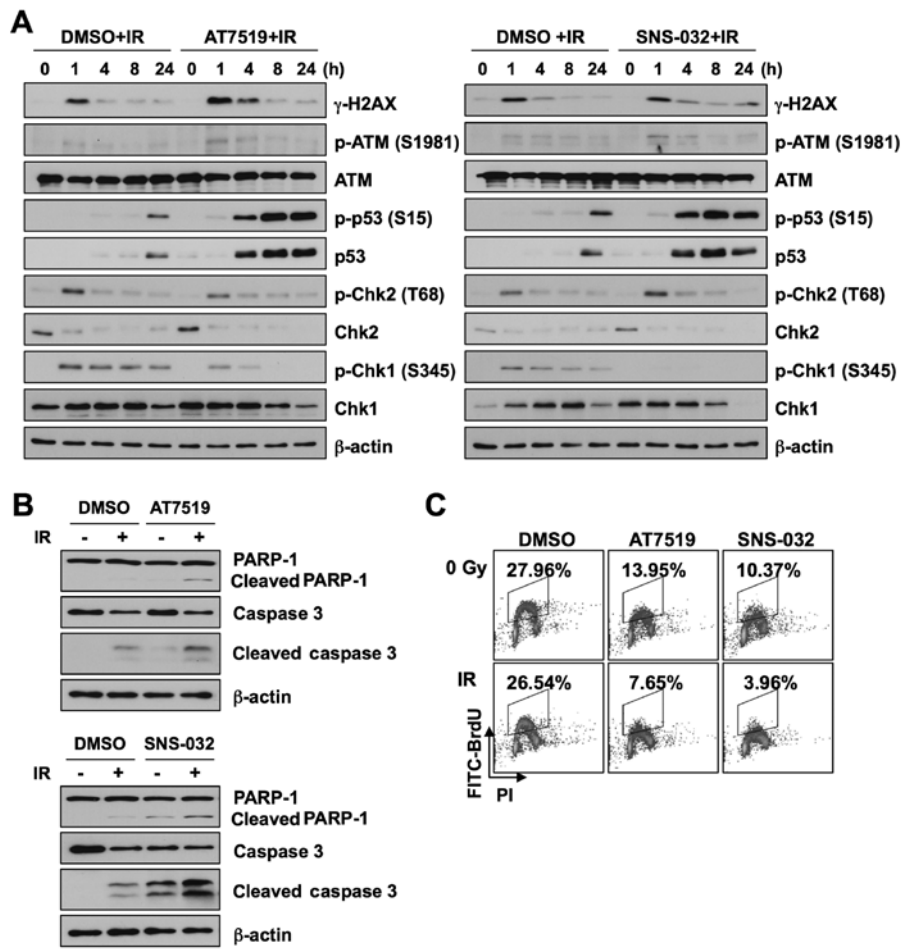 A
DMSO+IR AT7519+IR
0 1 4 8 24 0 1 4 8 24 (h)
γ-H2AX
p-ATM (S1981)
ATM
p-p53 (S15)
p53
p-Chk2 (T68)
Chk2
p-Chk1 (S345)
Chk1
β-actin
DMSO +IR SNS-032+IR
0 1 4 8 24 0 1 4 8 24 (h)
γ-H2AX
p-ATM (S1981)
ATM
p-p53 (S15)
p53
p-Chk2 (T68)
Chk2
p-Chk1 (S345)
Chk1
β-actin
B
DMSO AT7519
IR - + - +
PARP-1
Cleaved PARP-1
Caspase 3
Cleaved caspase 3
β-actin
DMSO SNS-032
IR - + - +
PARP-1
Cleaved PARP-1
Caspase 3
Cleaved caspase 3
β-actin
C
DMSO AT7519 SNS-032
0 Gy 27.96% 13.95% 10.37%
IR 26.54% 7.65% 3.96%
FITC-BrdU
PI